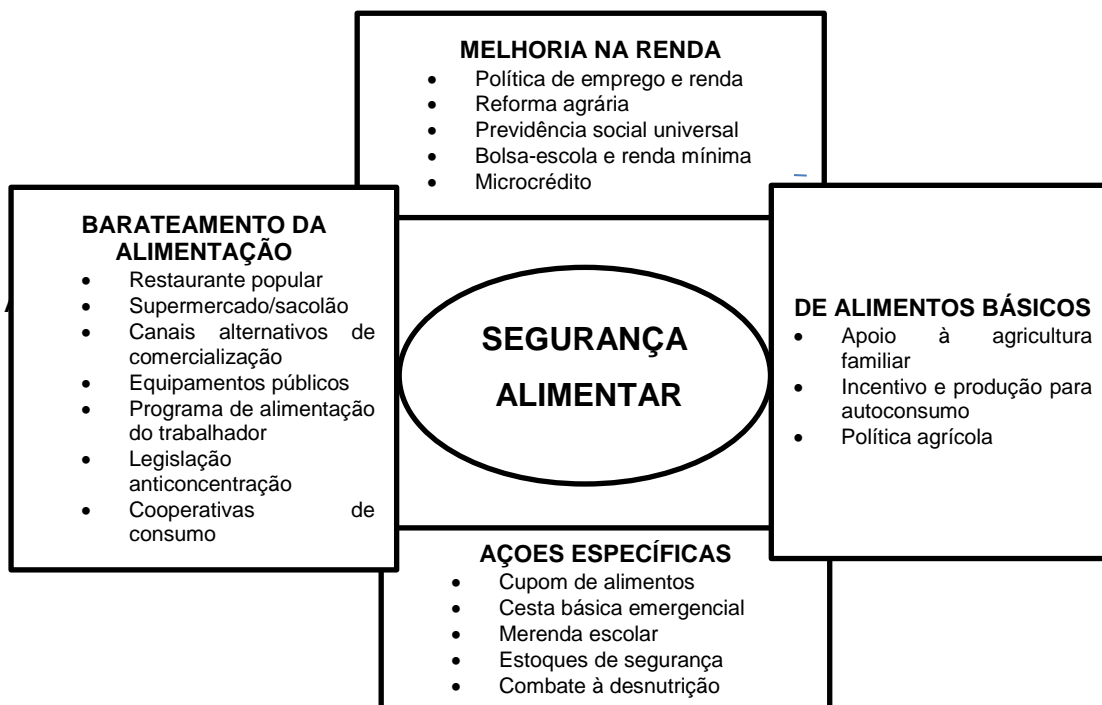 MELHORIA NA RENDA
• Política de emprego e renda
• Reforma agrária
• Previdência social universal
• Bolsa-escola e renda mínima
• Microcrédito
BARATEAMENTO DA
ALIMENTAÇÃO
• Restaurante popular
• Supermercado/sacolão
• Canais alternativos de
comercialização
• Equipamentos públicos
• Programa de alimentação
do trabalhador
• Legislação
anticoncentração
• Cooperativas de
consumo
SEGURANÇA
ALIMENTAR
DE ALIMENTOS BÁSICOS
• Apoio à agricultura
familiar
• Incentivo e produção para
autoconsumo
• Política agrícola
AÇOES ESPECÍFICAS
• Cupom de alimentos
• Cesta básica emergencial
• Merenda escolar
• Estoques de segurança
• Combate à desnutrição